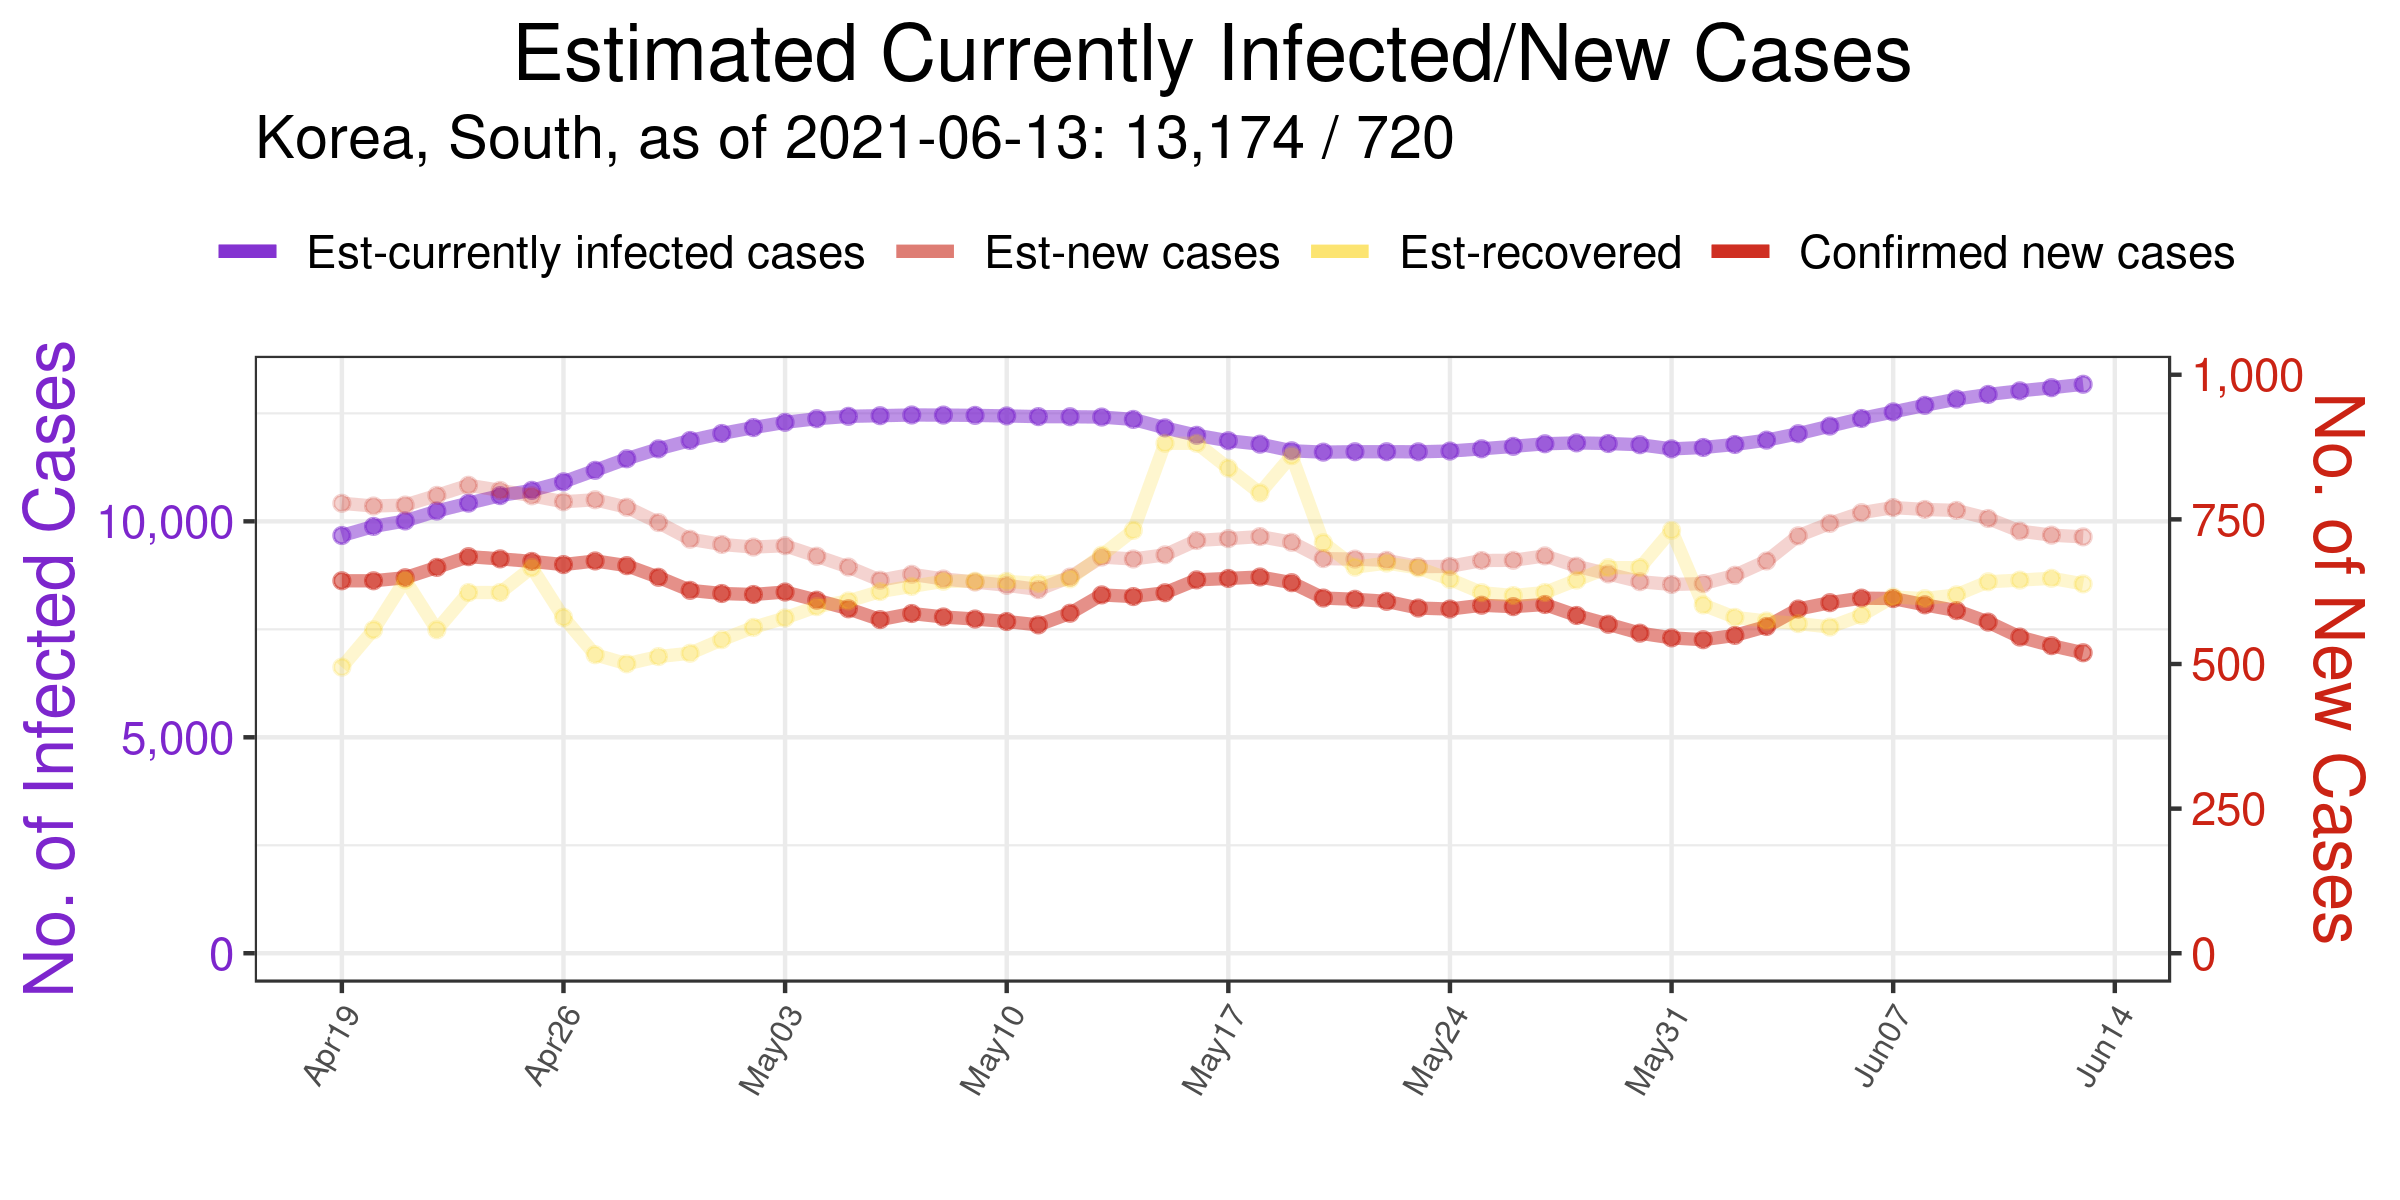 Estimated Currently Infected/New Cases
Korea, South, as of 2021-06-13: 13,174 / 720
Est-currently infected cases Est-new cases Est-recovered Confirmed new cases
No. of Infected Cases
10,000
5,000
0
1,000
750
500
250
0
No. of New Cases
Apr19 Apr26 May03 May10 May17 May24 May31 Jun07 Jun14